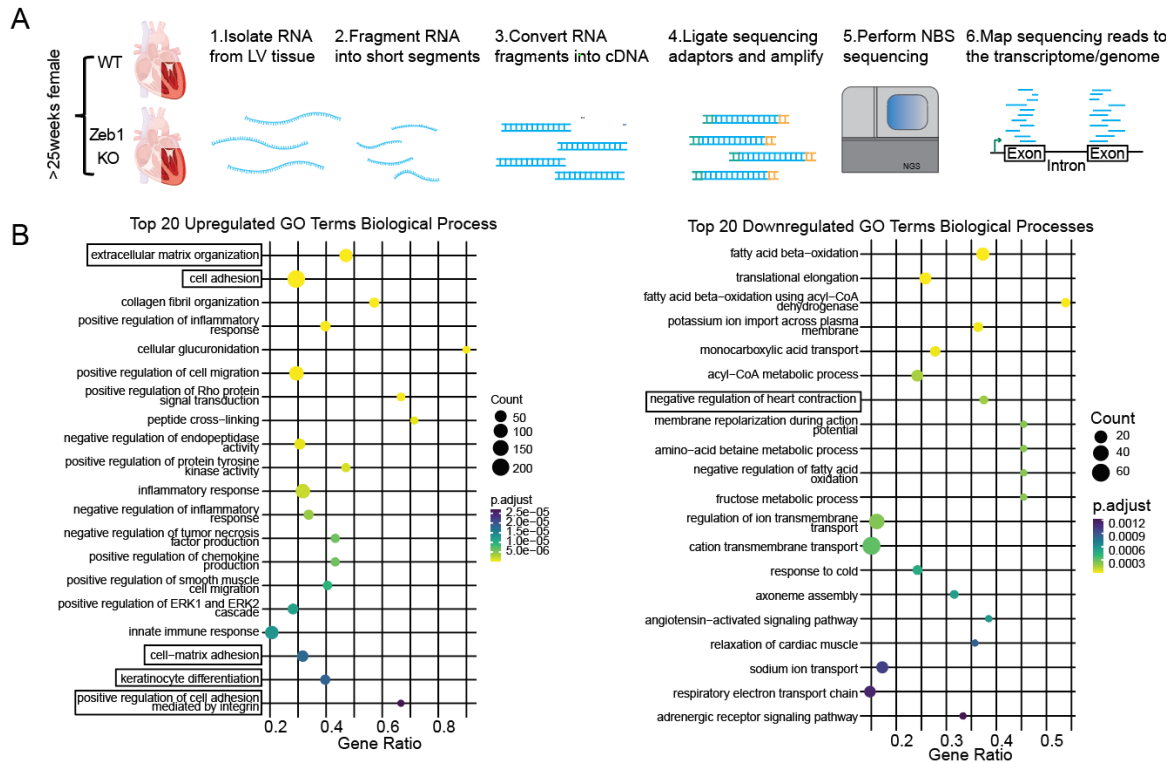 A
>25weeks female
WT
Zeb1
KO
1.Isolate RNA
from LV tissue
2.Fragment RNA
into short segments
3.Convert RNA
fragments into cDNA
4.Ligate sequencing
adaptors and amplify
5.Perform NBS
sequencing
6.Map sequencing reads to
the transcriptome/genome
NGS
Exon
Intron
Exon
B
Top 20 Upregulated GO Terms Biological Process
extracellular matrix organization
cell adhesion
collagen fibril organization
positive regulation of inflammatory
response
cellular glucuronidation
positive regulation of cell migration
positive regulation of Rho protein
signal transduction
peptide cross-linking
negative regulation of endopeptidase
activity
positive regulation of protein tyrosine
kinase activity
inflammatory response
negative regulation of inflammatory
response
negative regulation of tumor necrosis
factor production
positive regulation of chemokine
production
positive regulation of smooth muscle
cell migration
positive regulation of ERK1 and ERK2
cascade
innate immune response
cell-matrix adhesion
keratinocyte differentiation
positive regulation of cell adhesion
mediated by integrin
0.2 0.4 0.6 0.8
Gene Ratio
Count
50
100
150
200
p.adjust
2.5e-05
2.0e-05
1.5e-05
1.0e-05
5.0e-06
Top 20 Downregulated GO Terms Biological Processes
fatty acid beta-oxidation
translational elongation
fatty acid beta-oxidation using acyl-CoA
dehydrogenase
potassium ion import across plasma
membrane
monocarboxylic acid transport
acyl-CoA metabolic process
negative regulation of heart contraction
membrane repolarization during action
potential
amino-acid betaine metabolic process
negative regulation of fatty acid
oxidation
fructose metabolic process
regulation of ion transmembrane
transport
cation transmembrane transport
response to cold
axoneme assembly
angiotensin-activated signaling pathway
relaxation of cardiac muscle
sodium ion transport
respiratory electron transport chain
adrenergic receptor signaling pathway
0.2 0.3 0.4 0.5
Gene Ratio
Count
20
40
60
p.adjust
0.0012
0.0009
0.0006
0.0003